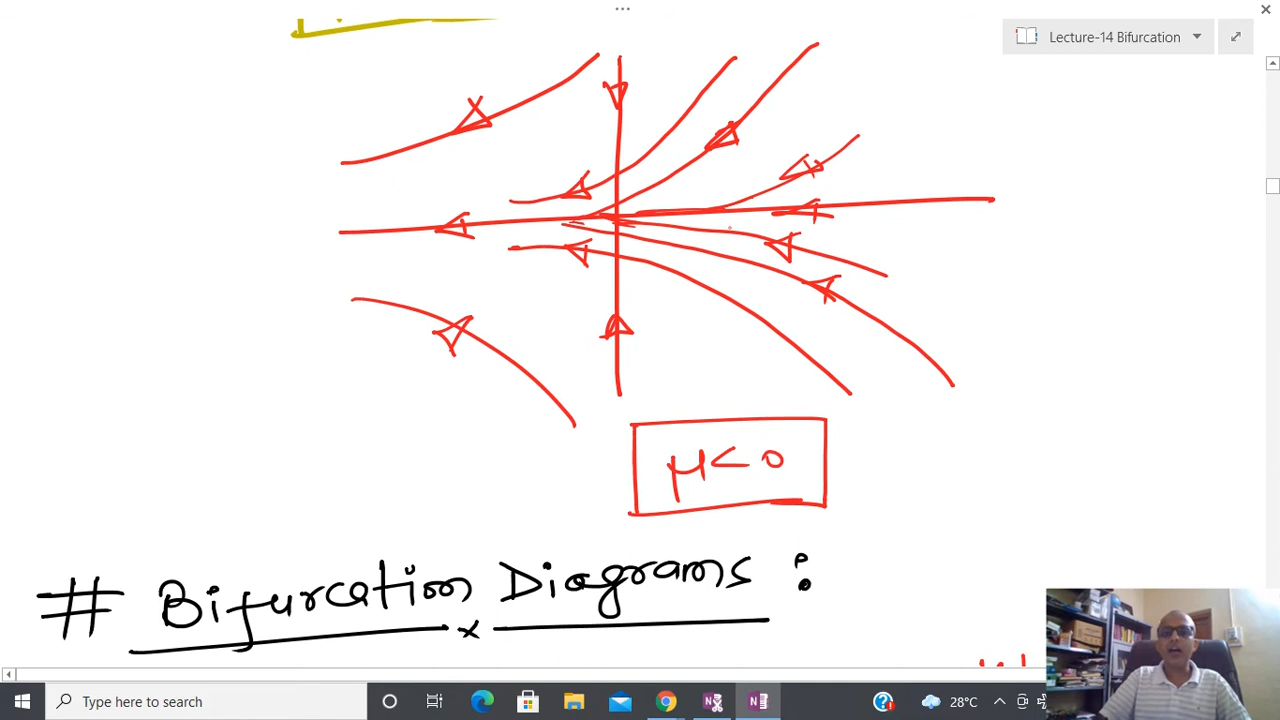 Lecture-14 Bifurcation
μ<0
# Bifurcation Diagrams :
Type here to search
28°C